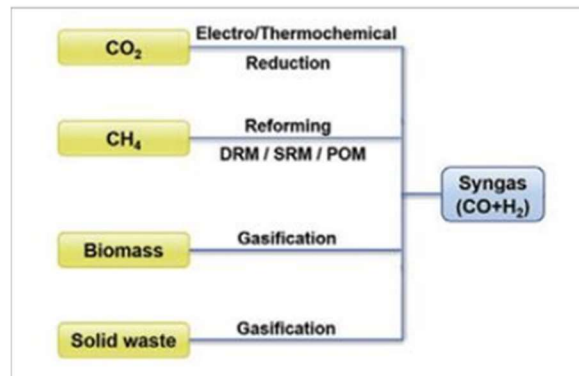 CO₂
Electro/Thermochemical
Reduction
CH₄
Reforming
DRM / SRM / POM
Syngas
(CO+H₂)
Biomass
Gasification
Solid waste
Gasification